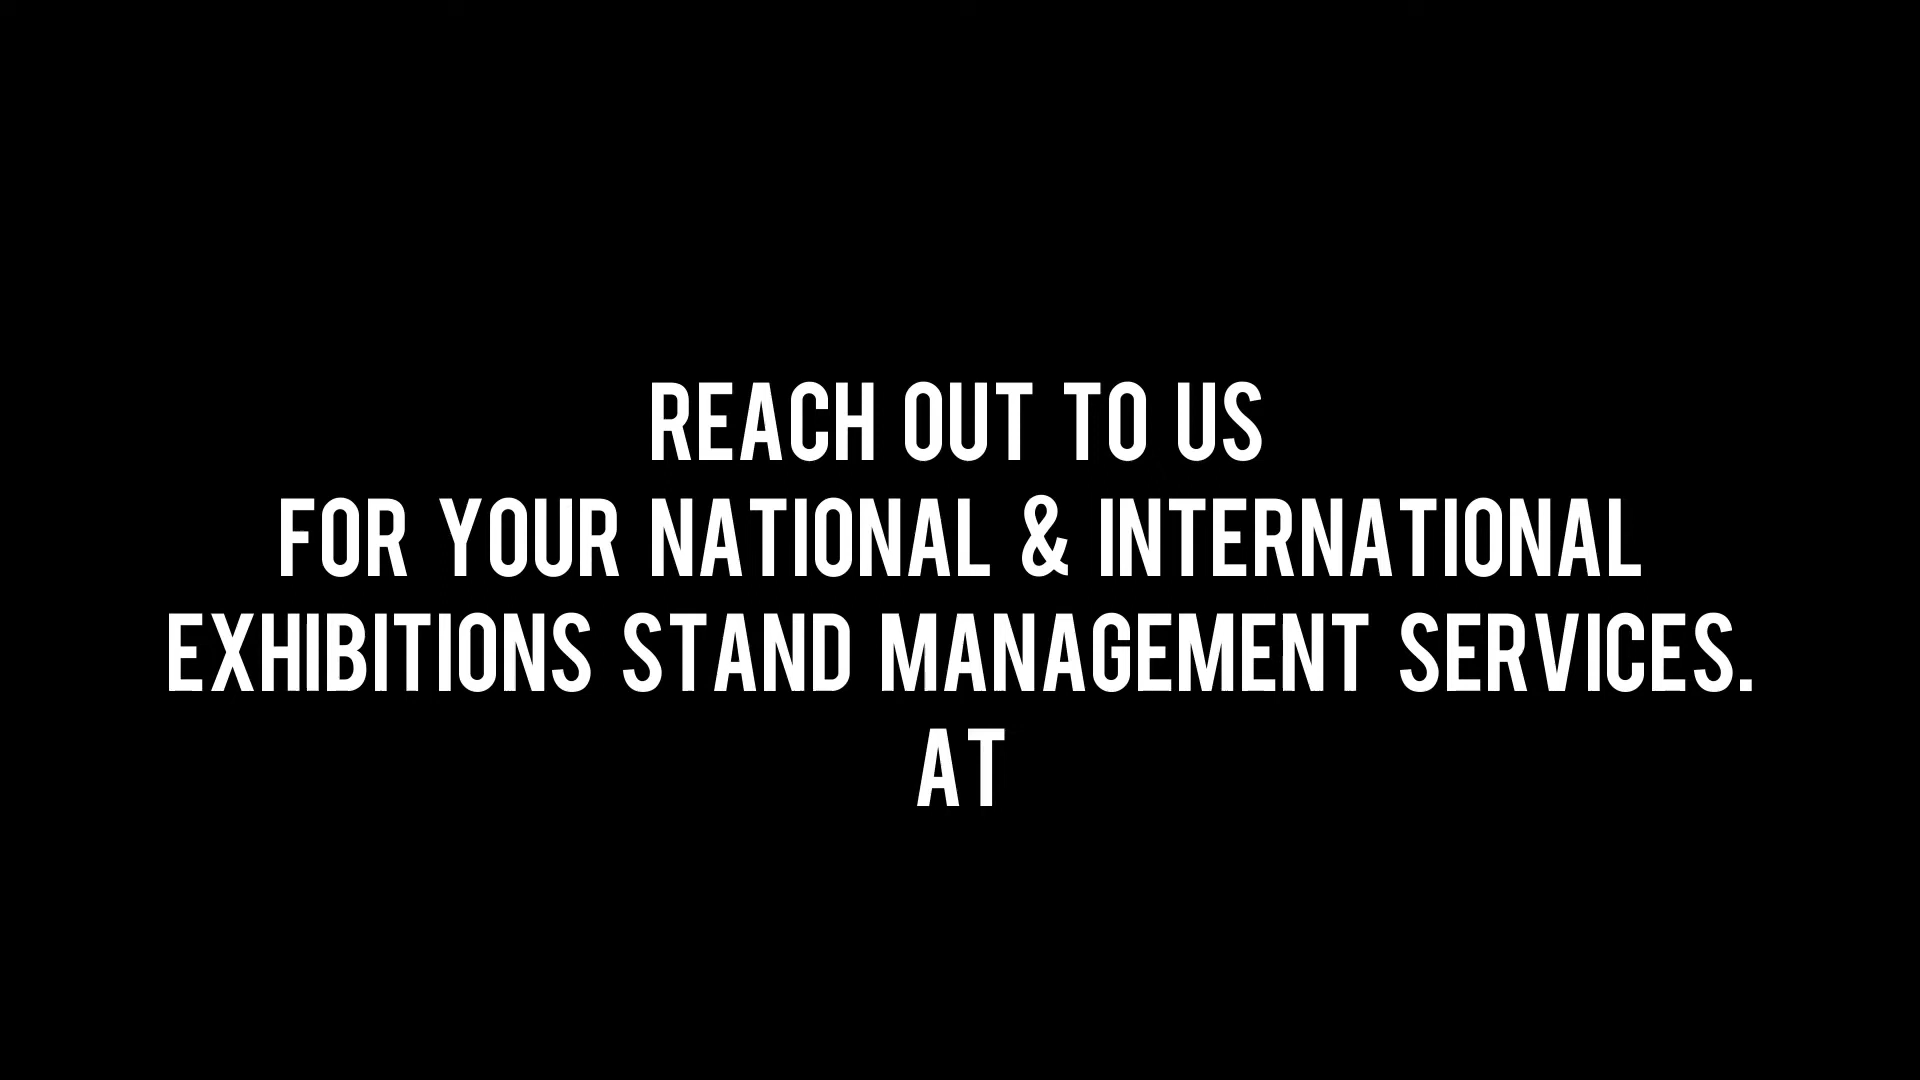 REACH OUT TO US
FOR YOUR NATIONAL & INTERNATIONAL
EXHIBITIONS STAND MANAGEMENT SERVICES.
AT